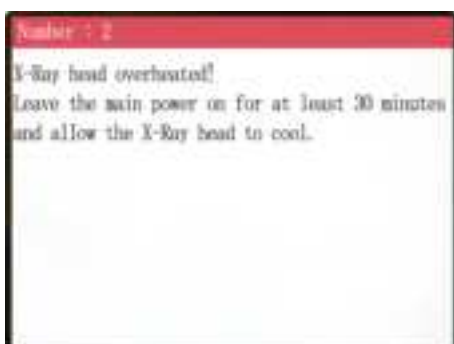 Number : 2
X-Ray head overheated!
Leave the main power on for at least 30 minutes
and allow the X-Ray head to cool.